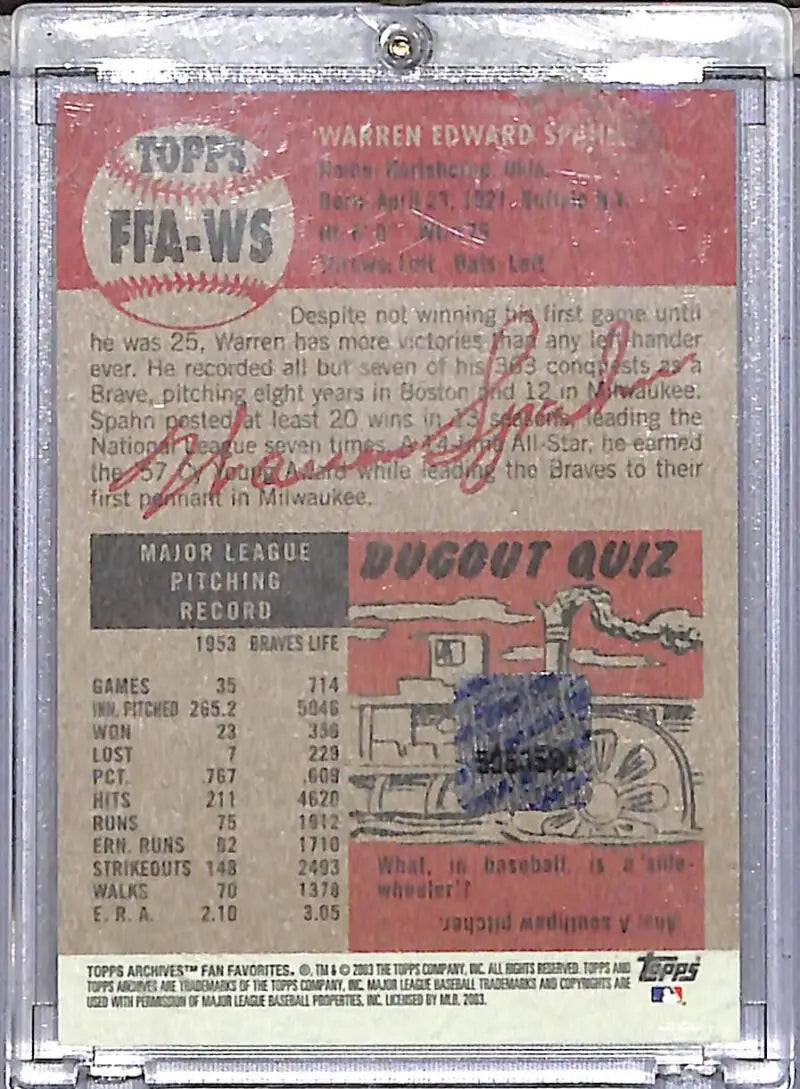 TOPPS
FFA-WS
WARREN EDWARD SPAHN
Home: Hartshorne, Okla.
Born: April 23, 1921, Buffalo N.Y.
Throws: Left Bats: Left
Despite not winning his first game until
he was 25, Warren has more victories than any left-hander
ever. He recorded all but seven of his 363 conquests as a
Brave, pitching eight years in Boston and 12 in Milwaukee.
Spahn posted at least 20 wins in 13 seasons, leading the
National League seven times. A 14-time All-Star, he earned
the '57 Cy Young Award while leading the Braves to their
first pennant in Milwaukee.
Warren Spahn
MAJOR LEAGUE
PITCHING
RECORD
1953 BRAVES LIFE
GAMES 35 714
INN. PITCHED 265.2 5046
WON 23 356
LOST 7 229
PCT. .767 .609
HITS 211 4620
RUNS 75 1912
ERN. RUNS 62 1710
STRIKEOUTS 148 2493
WALKS 70 1378
E. R. A. 2.10 3.05
DUGOUT QUIZ
What, in baseball, is a 'side-
wheeler'?
Ans: A southpaw pitcher.
TOPPS ARCHIVES™ FAN FAVORITES. ®, TM & © 2003 THE TOPPS COMPANY, INC. ALL RIGHTS RESERVED. TOPPS AND
TOPPS ARCHIVES ARE TRADEMARKS OF THE TOPPS COMPANY, INC. MAJOR LEAGUE BASEBALL TRADEMARKS AND COPYRIGHTS ARE
USED WITH PERMISSION OF MAJOR LEAGUE BASEBALL PROPERTIES, INC. LICENSED BY MLB, 2003.
Topps